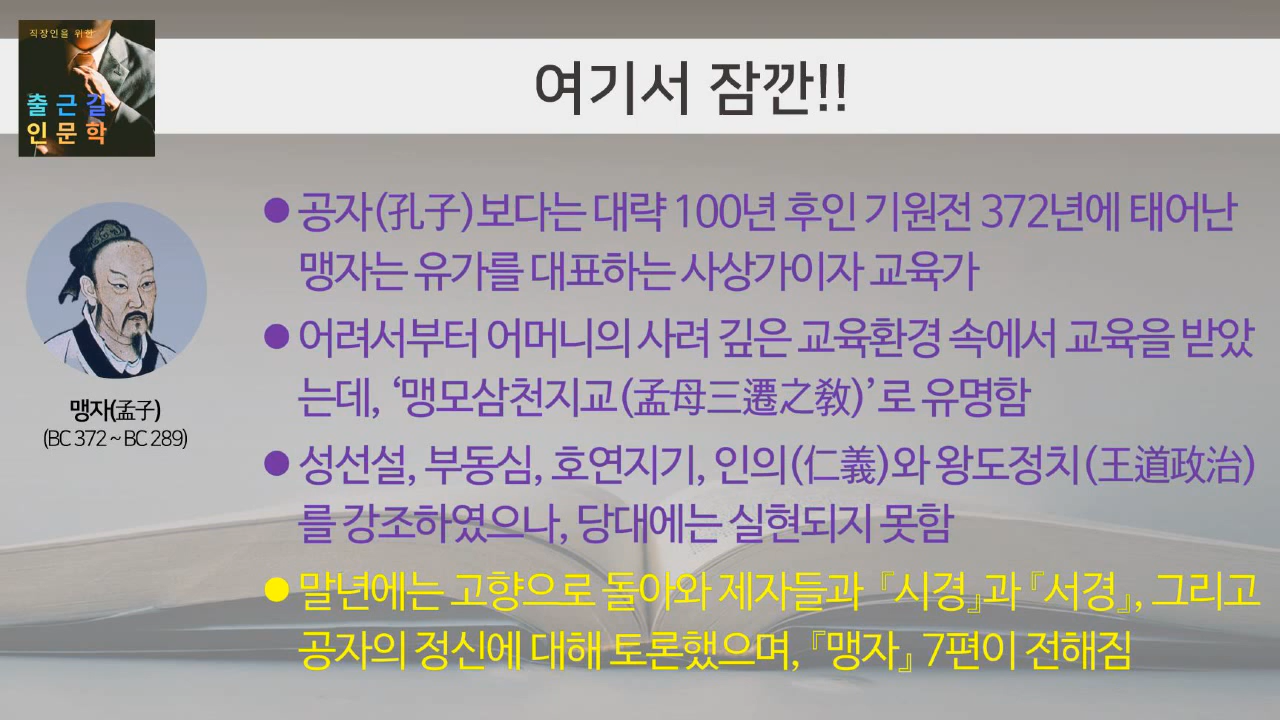 직장인을 위한
출근길
인문학
여기서 잠깐!!
맹자(孟子)
(BC 372 ~ BC 289)
● 공자(孔子)보다는 대략 100년 후인 기원전 372년에 태어난
맹자는 유가를 대표하는 사상가이자 교육가
● 어려서부터 어머니의 사려 깊은 교육환경 속에서 교육을 받았
는데, ‘맹모삼천지교(孟母三遷之敎)’로 유명함
● 성선설, 부동심, 호연지기, 인의(仁義)와 왕도정치(王道政治)
를 강조하였으나, 당대에는 실현되지 못함
● 말년에는 고향으로 돌아와 제자들과 『시경』과 『서경』, 그리고
공자의 정신에 대해 토론했으며, 『맹자』 7편이 전해짐